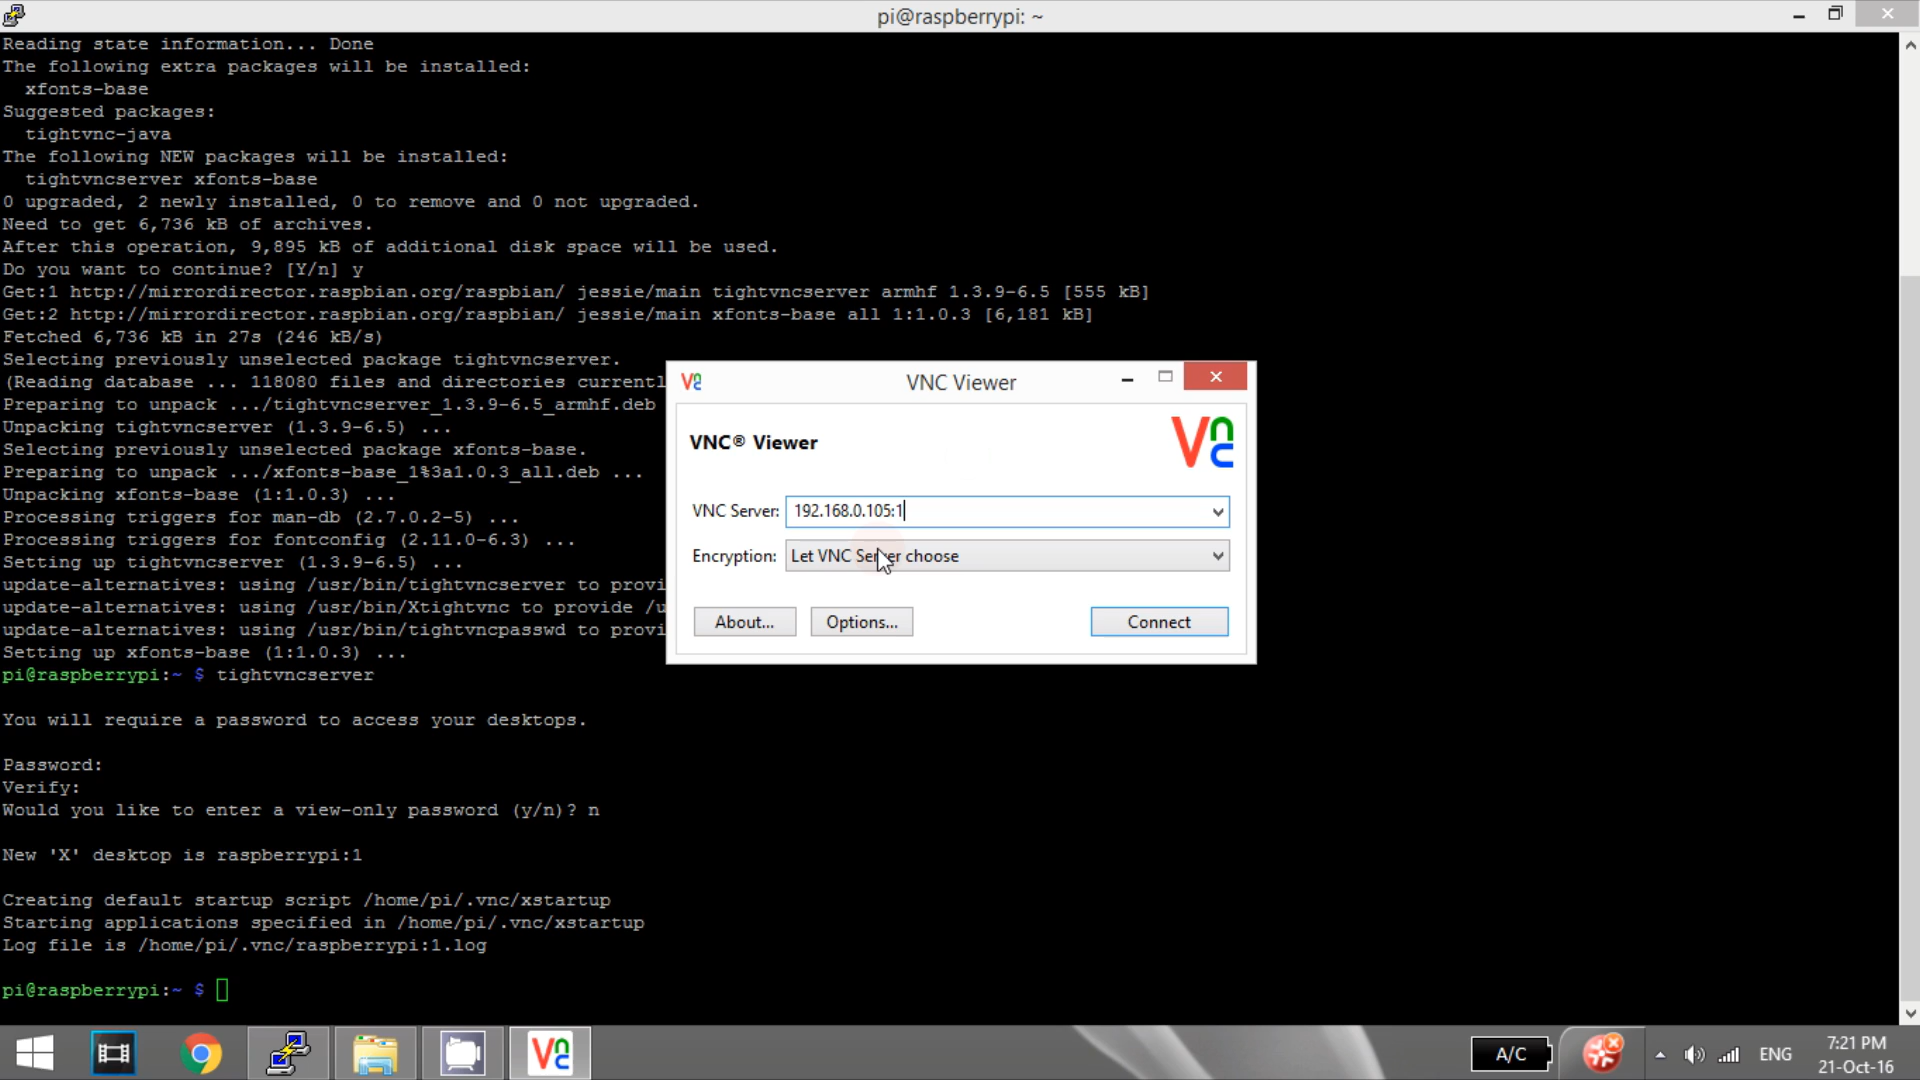 pi@raspberrypi: ~
Reading state information... Done
The following extra packages will be installed:
xfonts-base
Suggested packages:
tightvnc-java
The following NEW packages will be installed:
tightvncserver xfonts-base
0 upgraded, 2 newly installed, 0 to remove and 0 not upgraded.
Need to get 6,736 kB of archives.
After this operation, 9,895 kB of additional disk space will be used.
Do you want to continue? [Y/n] y
Get:1 http://mirrordirector.raspbian.org/raspbian/ jessie/main tightvncserver armhf 1.3.9-6.5 [555 kB]
Get:2 http://mirrordirector.raspbian.org/raspbian/ jessie/main xfonts-base all 1:1.0.3 [6,181 kB]
Fetched 6,736 kB in 27s (246 kB/s)
Selecting previously unselected package tightvncserver.
(Reading database ... 118080 files and directories currentl
Preparing to unpack .../tightvncserver_1.3.9-6.5_armhf.deb
Unpacking tightvncserver (1.3.9-6.5) ...
Selecting previously unselected package xfonts-base.
Preparing to unpack .../xfonts-base_1%3a1.0.3_all.deb ...
Unpacking xfonts-base (1:1.0.3) ...
Processing triggers for man-db (2.7.0.2-5) ...
Processing triggers for fontconfig (2.11.0-6.3) ...
Setting up tightvncserver (1.3.9-6.5) ...
update-alternatives: using /usr/bin/tightvncserver to provi
update-alternatives: using /usr/bin/Xtightvnc to provide /u
update-alternatives: using /usr/bin/tightvncpasswd to provi
Setting up xfonts-base (1:1.0.3) ...
pi@raspberrypi:~ $ tightvncserver
You will require a password to access your desktops.
Password:
Verify:
Would you like to enter a view-only password (y/n)? n
New 'X' desktop is raspberrypi:1
Creating default startup script /home/pi/.vnc/xstartup
Starting applications specified in /home/pi/.vnc/xstartup
Log file is /home/pi/.vnc/raspberrypi:1.log
pi@raspberrypi:~ $
VNC Viewer
VNC® Viewer
VNC
VNC Server: 192.168.0.105:1
Encryption: Let VNC Server choose
About... Options... Connect
A/C
ENG
7:21 PM
21-Oct-16